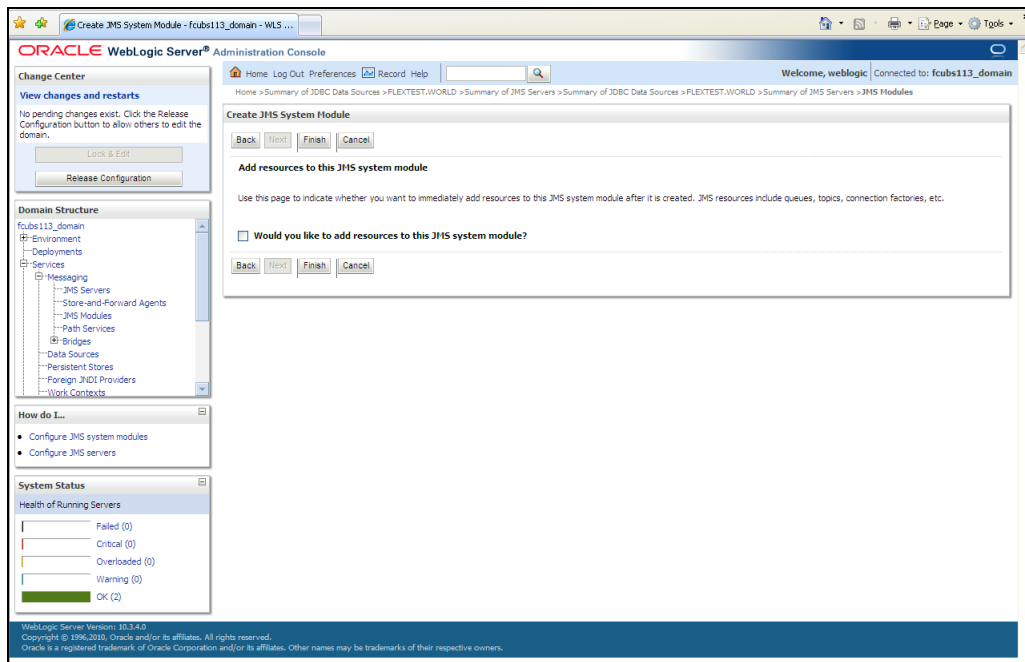 Create JMS System Module - fcubs113_domain - WLS ...
Page
Tools
ORACLE WebLogic Server® Administration Console
Change Center
View changes and restarts
No pending changes exist. Click the Release
Configuration button to allow others to edit the
domain.
Lock & Edit
Release Configuration
Domain Structure
fcubs113_domain
Environment
Deployments
Services
Messaging
JMS Servers
Store-and-Forward Agents
JMS Modules
Path Services
Bridges
Data Sources
Persistent Stores
Foreign JNDI Providers
Work Contexts
How do I...
Configure JMS system modules
Configure JMS servers
System Status
Health of Running Servers
Failed (0)
Critical (0)
Overloaded (0)
Warning (0)
OK (2)
Home Log Out Preferences Record Help
Welcome, weblogic Connected to: fcubs113_domain
Home >Summary of JDBC Data Sources >FLEXTEST.WORLD >Summary of JMS Servers >Summary of JDBC Data Sources >FLEXTEST.WORLD >Summary of JMS Servers >JMS Modules
Create JMS System Module
Back Next Finish Cancel
Add resources to this JMS system module
Use this page to indicate whether you want to immediately add resources to this JMS system module after it is created. JMS resources include queues, topics, connection factories, etc.
Would you like to add resources to this JMS system module?
Back Next Finish Cancel
WebLogic Server Version: 10.3.4.0
Copyright © 1996,2010, Oracle and/or its affiliates. All rights reserved.
Oracle is a registered trademark of Oracle Corporation and/or its affiliates. Other names may be trademarks of their respective owners.